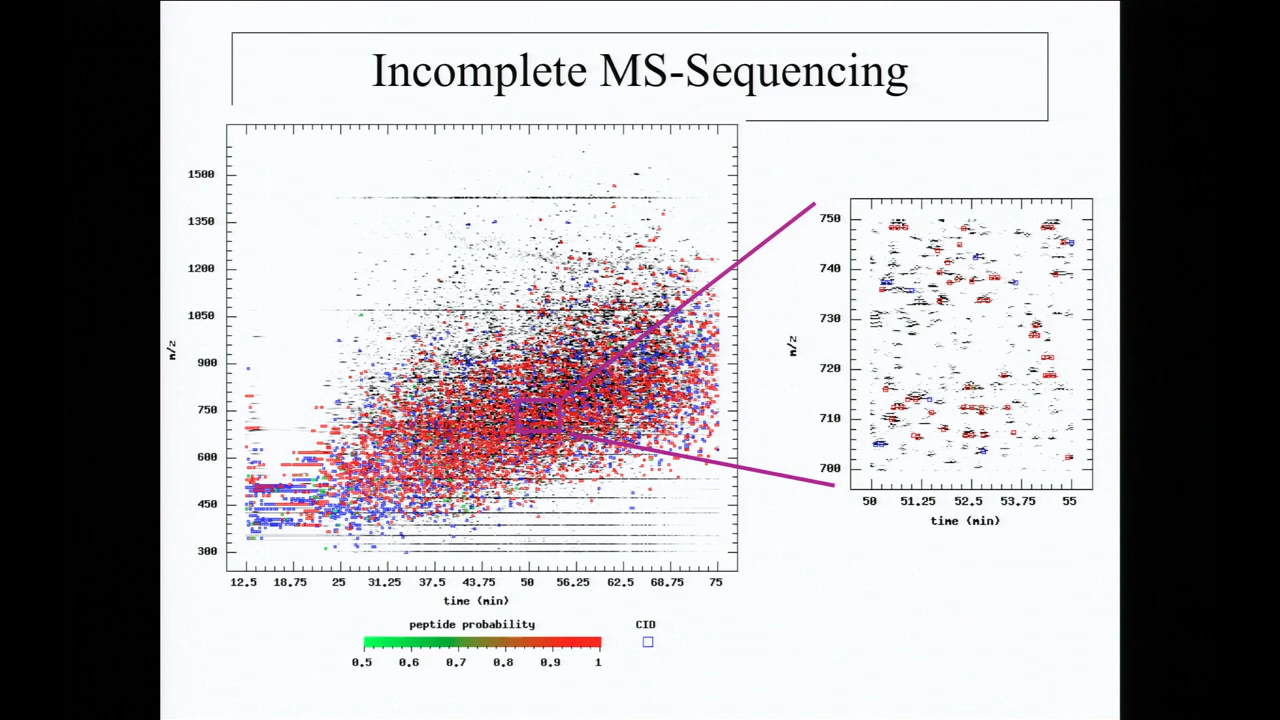 Incomplete MS-Sequencing
1500
1350
1200
1050
900
750
600
450
300
m/z
12.5 18.75 25 31.25 37.5 43.75 50 56.25 62.5 68.75 75
time (min)
peptide probability
0.5 0.6 0.7 0.8 0.9 1
CID
750
740
730
720
710
700
m/z
50 51.25 52.5 53.75 55
time (min)